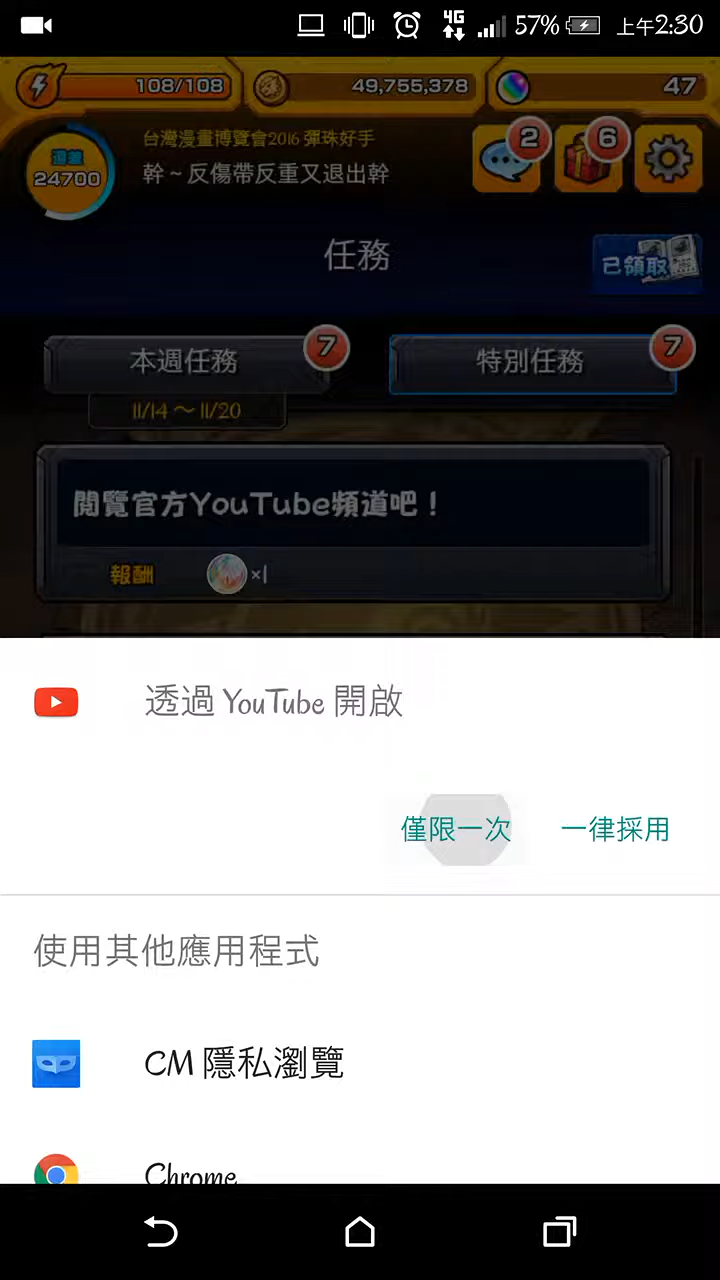 4G 57% 上午2:30
108/108 49,755,378 47
24700
台灣漫畫博覽會2016 彈珠好手
幹~反傷帶反重又退出幹
2 6
任務
已領取
本週任務 7
特別任務 7
11/14 ~ 11/20
閱覽官方YouTube頻道吧！
報酬 ×1
透過 YouTube 開啟
僅限一次 一律採用
使用其他應用程式
CM 隱私瀏覽
Chrome